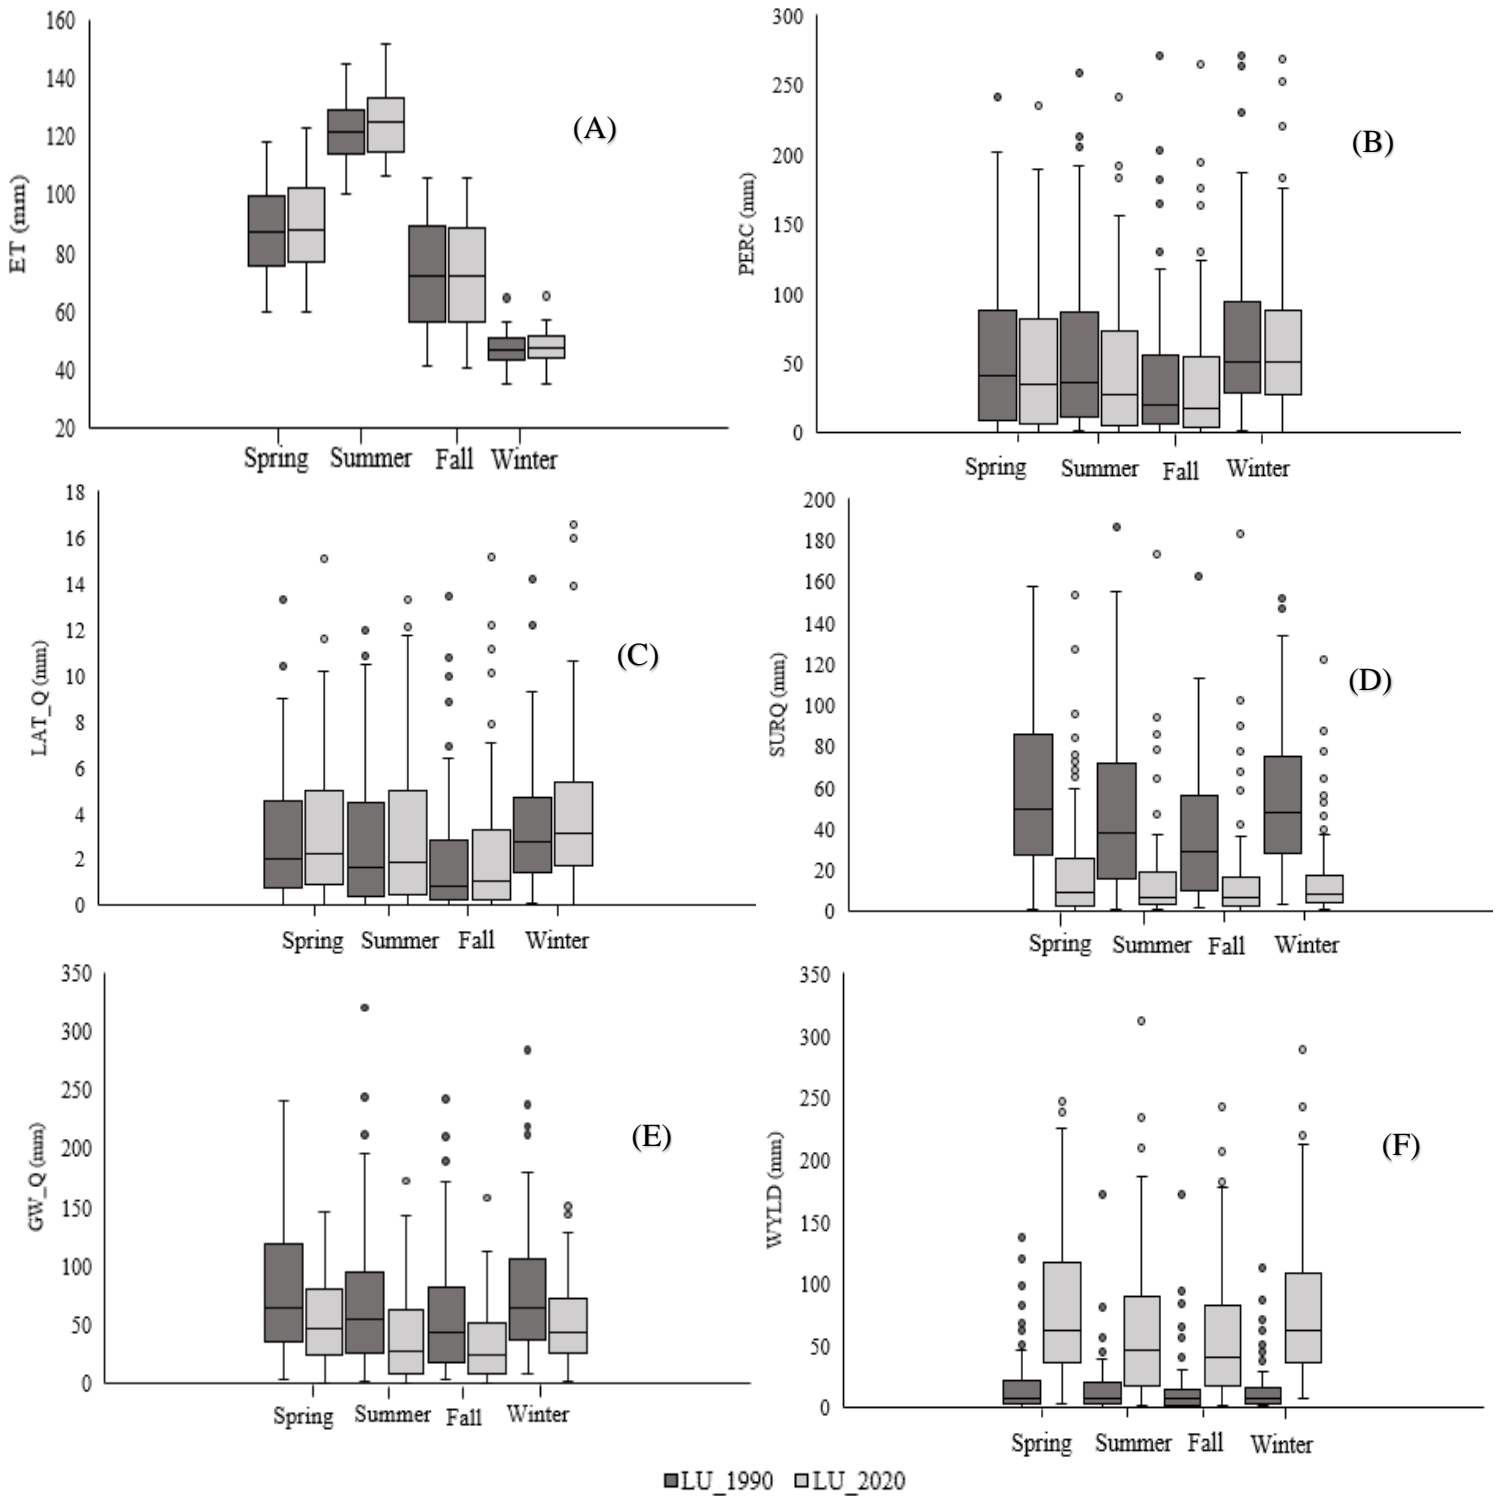 160
140
120
100
80
60
40
20
ET (mm)
(A)
Spring Summer Fall Winter
300
250
200
150
100
50
0
PERC (mm)
(B)
Spring Summer Fall Winter
18
16
14
12
10
8
6
4
2
0
LAT_Q (mm)
(C)
Spring Summer Fall Winter
200
180
160
140
120
100
80
60
40
20
0
SURQ (mm)
(D)
Spring Summer Fall Winter
350
300
250
200
150
100
50
0
GW_Q (mm)
(E)
Spring Summer Fall Winter
350
300
250
200
150
100
50
0
WYLD (mm)
(F)
Spring Summer Fall Winter
LU_1990 LU_2020